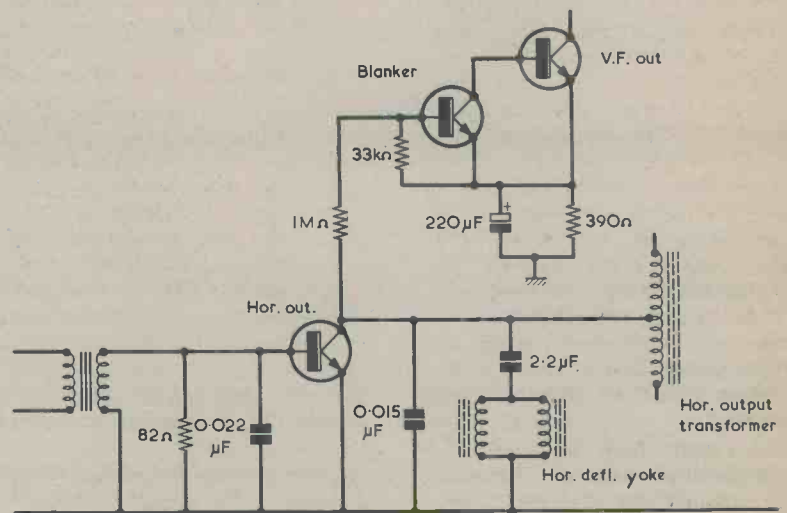 V.F. out
Blanker
33kΩ
1MΩ
+
220µF
390Ω
Hor. out.
2·2µF
82Ω
0·022
µF
0·015
µF
Hor. output
transformer
Hor. defl. yoke